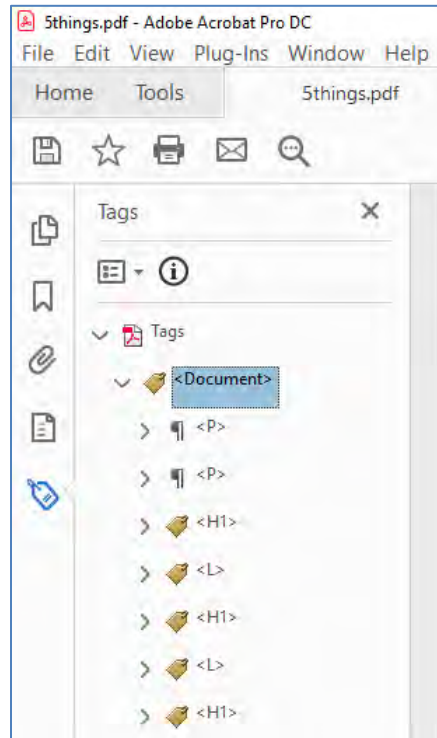 5things.pdf - Adobe Acrobat Pro DC
File Edit View Plug-Ins Window Help
Home Tools 5things.pdf
Tags
Tags
<Document>
<P>
<P>
<H1>
<L>
<H1>
<L>
<H1>